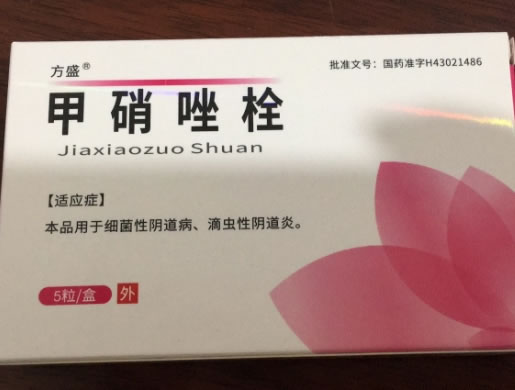 方盛®
批准文号：国药准字H43021486
甲硝唑栓
Jiaxiaozuo Shuan
【适应症】
本品用于细菌性阴道病、滴虫性阴道炎。
5粒/盒 外